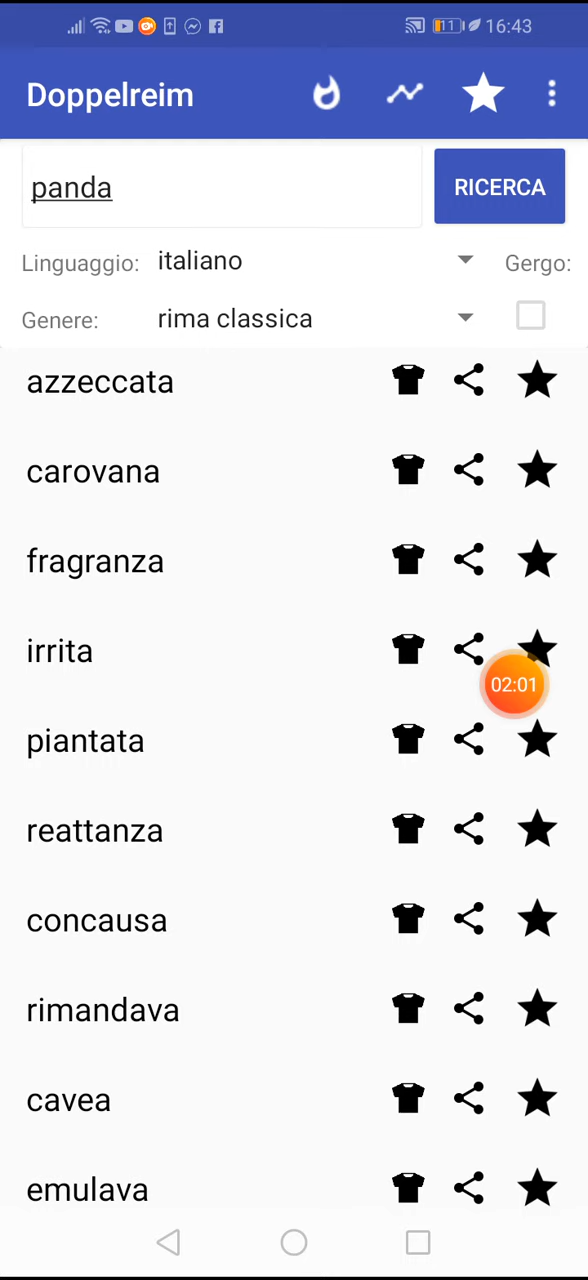 11 16:43
Doppelreim
panda RICERCA
Linguaggio: italiano Gergo:
Genere: rima classica
azzeccata
carovana
fragranza
irrita
02:01
piantata
reattanza
concausa
rimandava
cavea
emulava